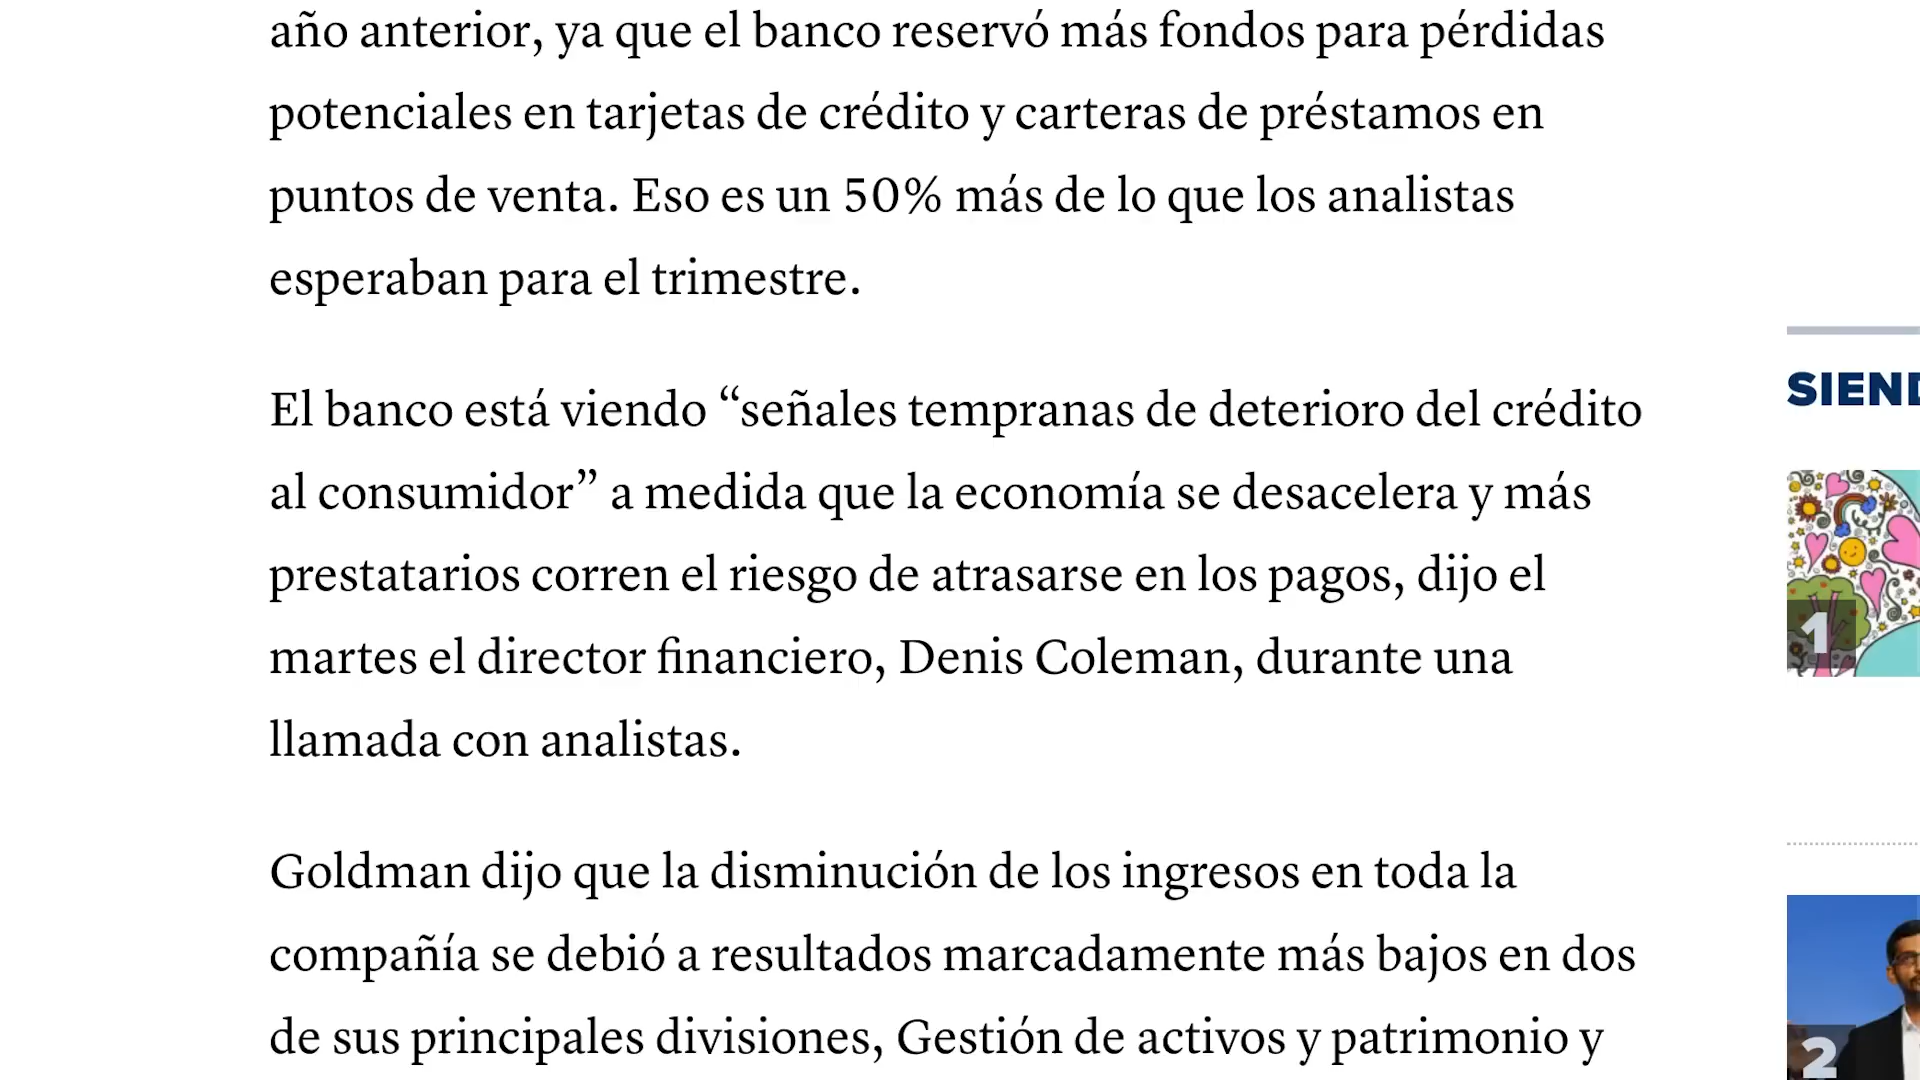 año anterior, ya que el banco reservó más fondos para pérdidas
potenciales en tarjetas de crédito y carteras de préstamos en
puntos de venta. Eso es un 50% más de lo que los analistas
esperaban para el trimestre.
El banco está viendo “señales tempranas de deterioro del crédito
al consumidor” a medida que la economía se desacelera y más
prestatarios corren el riesgo de atrasarse en los pagos, dijo el
martes el director financiero, Denis Coleman, durante una
llamada con analistas.
Goldman dijo que la disminución de los ingresos en toda la
compañía se debió a resultados marcadamente más bajos en dos
de sus principales divisiones, Gestión de activos y patrimonio y
SIEND
1
2